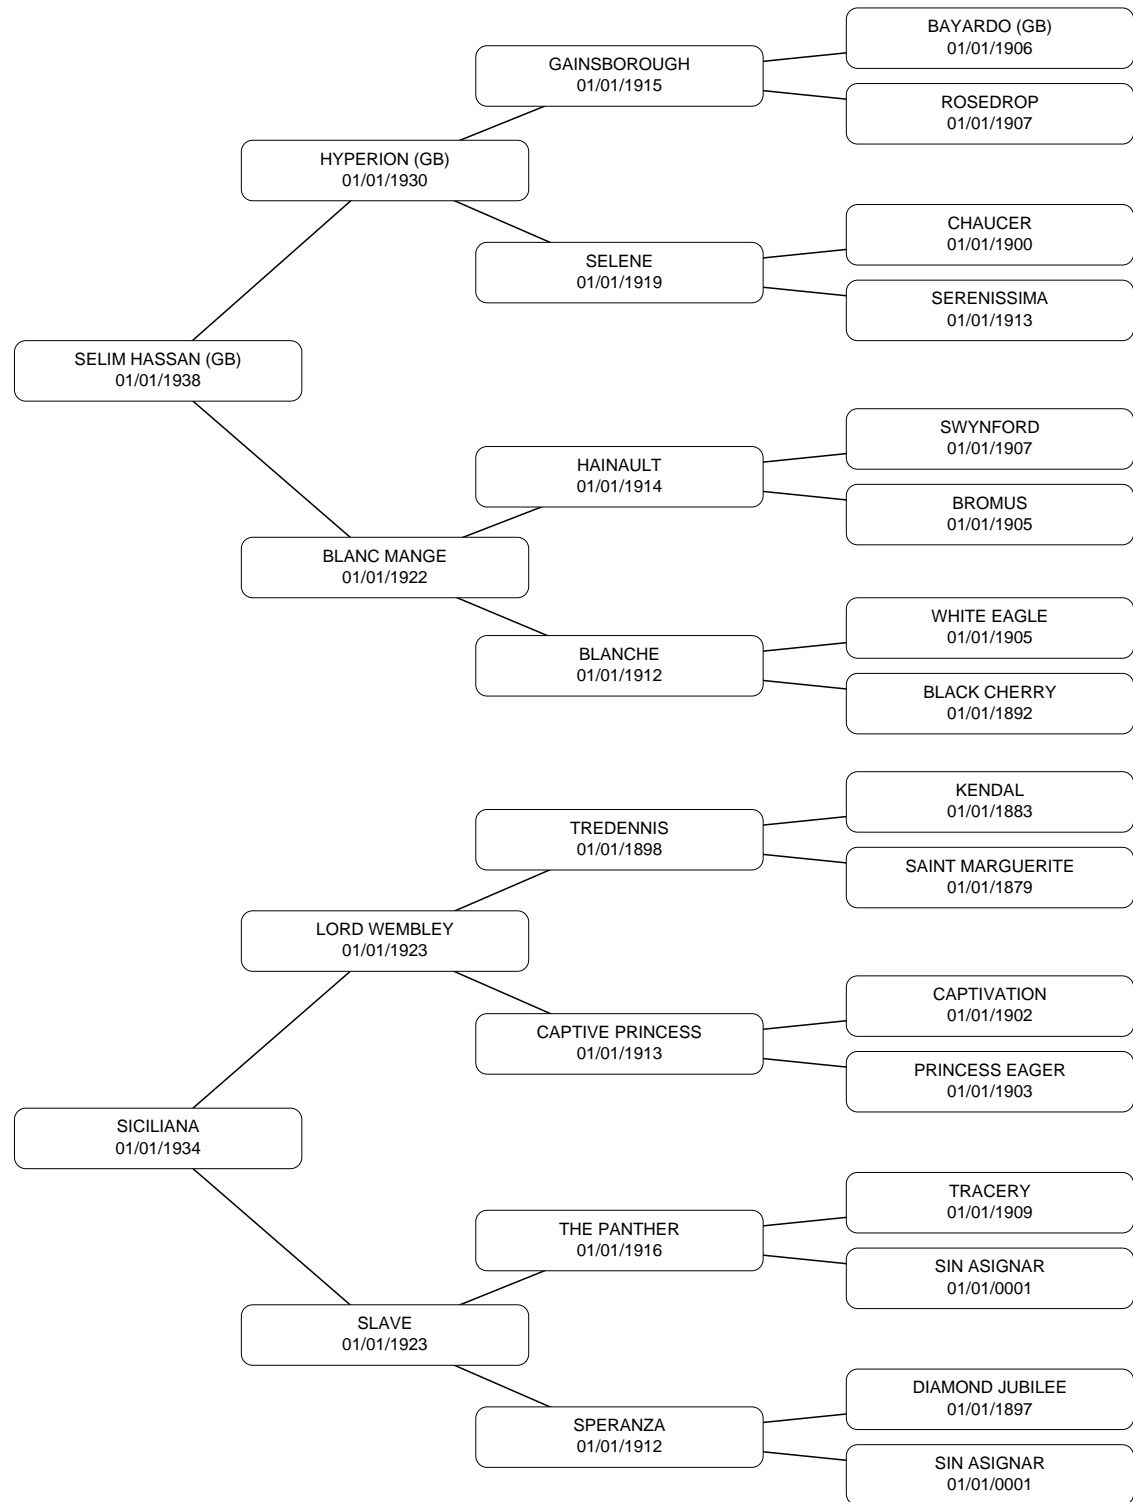 BAYARDO (GB)
01/01/1906
GAINSBOROUGH
01/01/1915
ROSEDROP
01/01/1907
HYPERION (GB)
01/01/1930
CHAUCER
01/01/1900
SELENE
01/01/1919
SERENISSIMA
01/01/1913
SELIM HASSAN (GB)
01/01/1938
SWYNFORD
01/01/1907
HAINAULT
01/01/1914
BROMUS
01/01/1905
BLANC MANGE
01/01/1922
WHITE EAGLE
01/01/1905
BLANCHE
01/01/1912
BLACK CHERRY
01/01/1892
KENDAL
01/01/1883
TREDENNIS
01/01/1898
SAINT MARGUERITE
01/01/1879
LORD WEMBLEY
01/01/1923
CAPTIVATION
01/01/1902
CAPTIVE PRINCESS
01/01/1913
PRINCESS EAGER
01/01/1903
SICILIANA
01/01/1934
TRACERY
01/01/1909
THE PANTHER
01/01/1916
SIN ASIGNAR
01/01/0001
SLAVE
01/01/1923
DIAMOND JUBILEE
01/01/1897
SPERANZA
01/01/1912
SIN ASIGNAR
01/01/0001